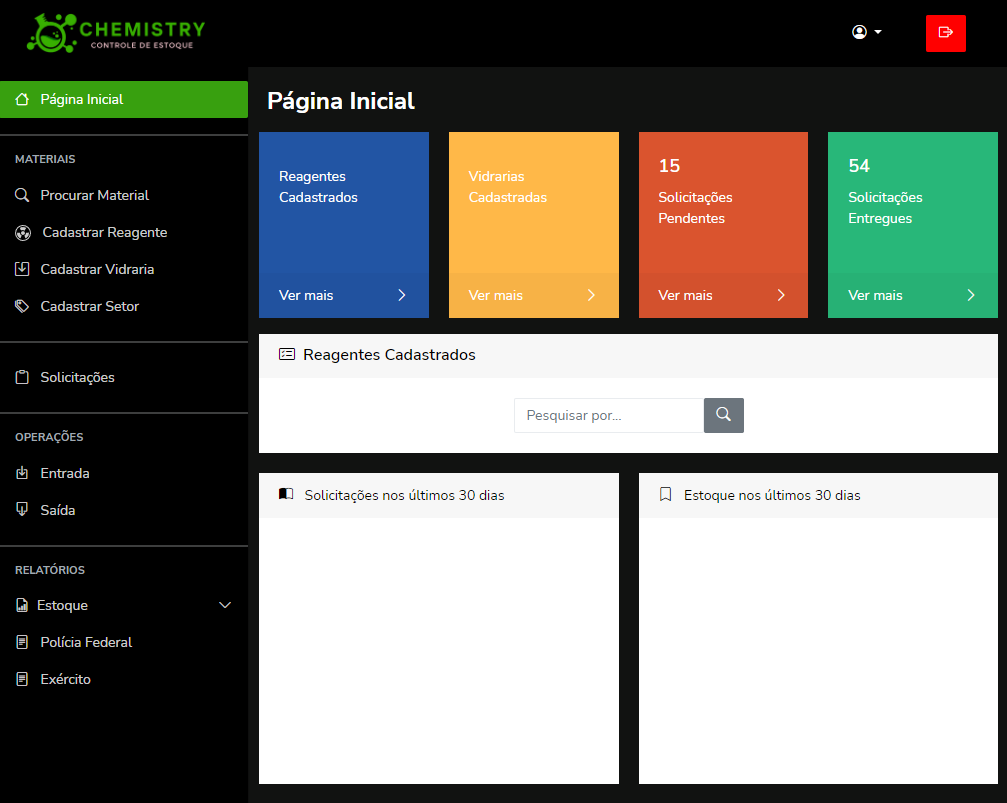 CHEMISTRY
CONTROLE DE ESTOQUE
Página Inicial
MATERIAIS
Procurar Material
Cadastrar Reagente
Cadastrar Vidraria
Cadastrar Setor
Solicitações
OPERAÇÕES
Entrada
Saída
RELATÓRIOS
Estoque
Polícia Federal
Exército
Página Inicial
Reagentes
Cadastrados
Ver mais
Vidrarias
Cadastradas
Ver mais
15
Solicitações
Pendentes
Ver mais
54
Solicitações
Entregues
Ver mais
Reagentes Cadastrados
Pesquisar por...
Solicitações nos últimos 30 dias
Estoque nos últimos 30 dias